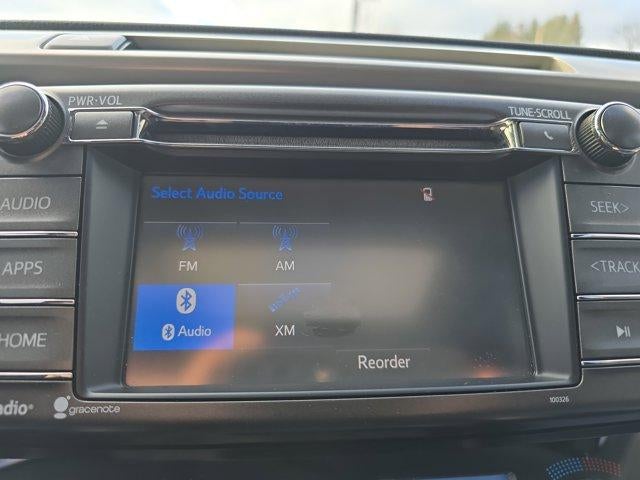 PWR·VOL
TUNE·SCROLL
AUDIO
Select Audio Source
SEEK>
APPS
FM
AM
<TRACK
HOME
Audio
XM
Reorder
gracenote
100326